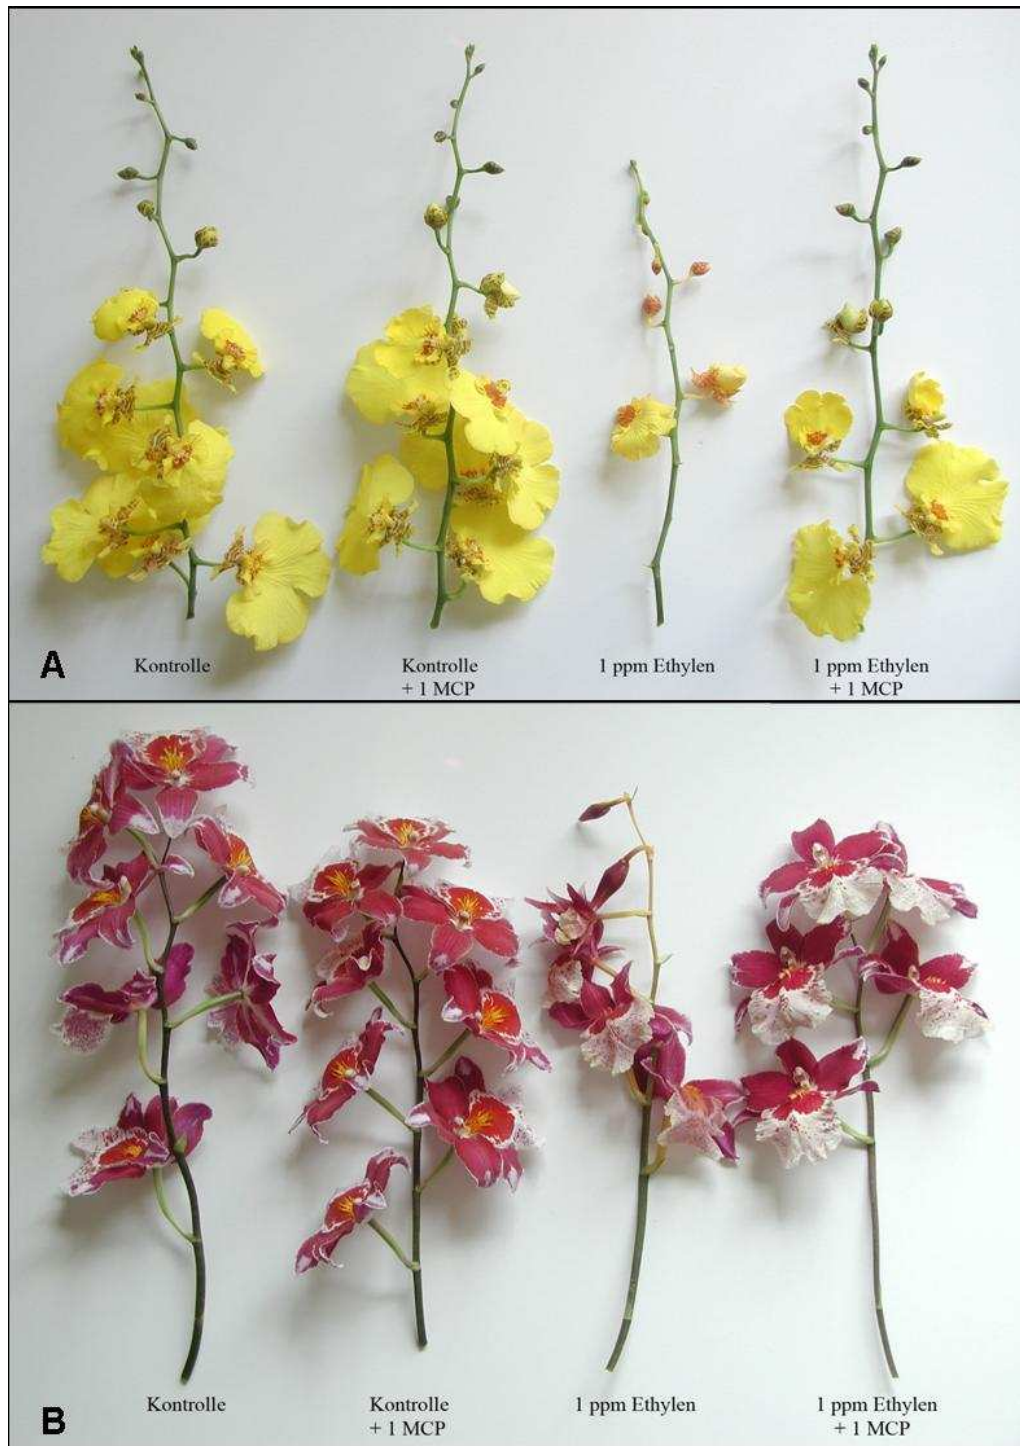 A
Kontrolle
Kontrolle
+ 1 MCP
1 ppm Ethylen
1 ppm Ethylen
+ 1 MCP
B
Kontrolle
Kontrolle
+ 1 MCP
1 ppm Ethylen
1 ppm Ethylen
+ 1 MCP